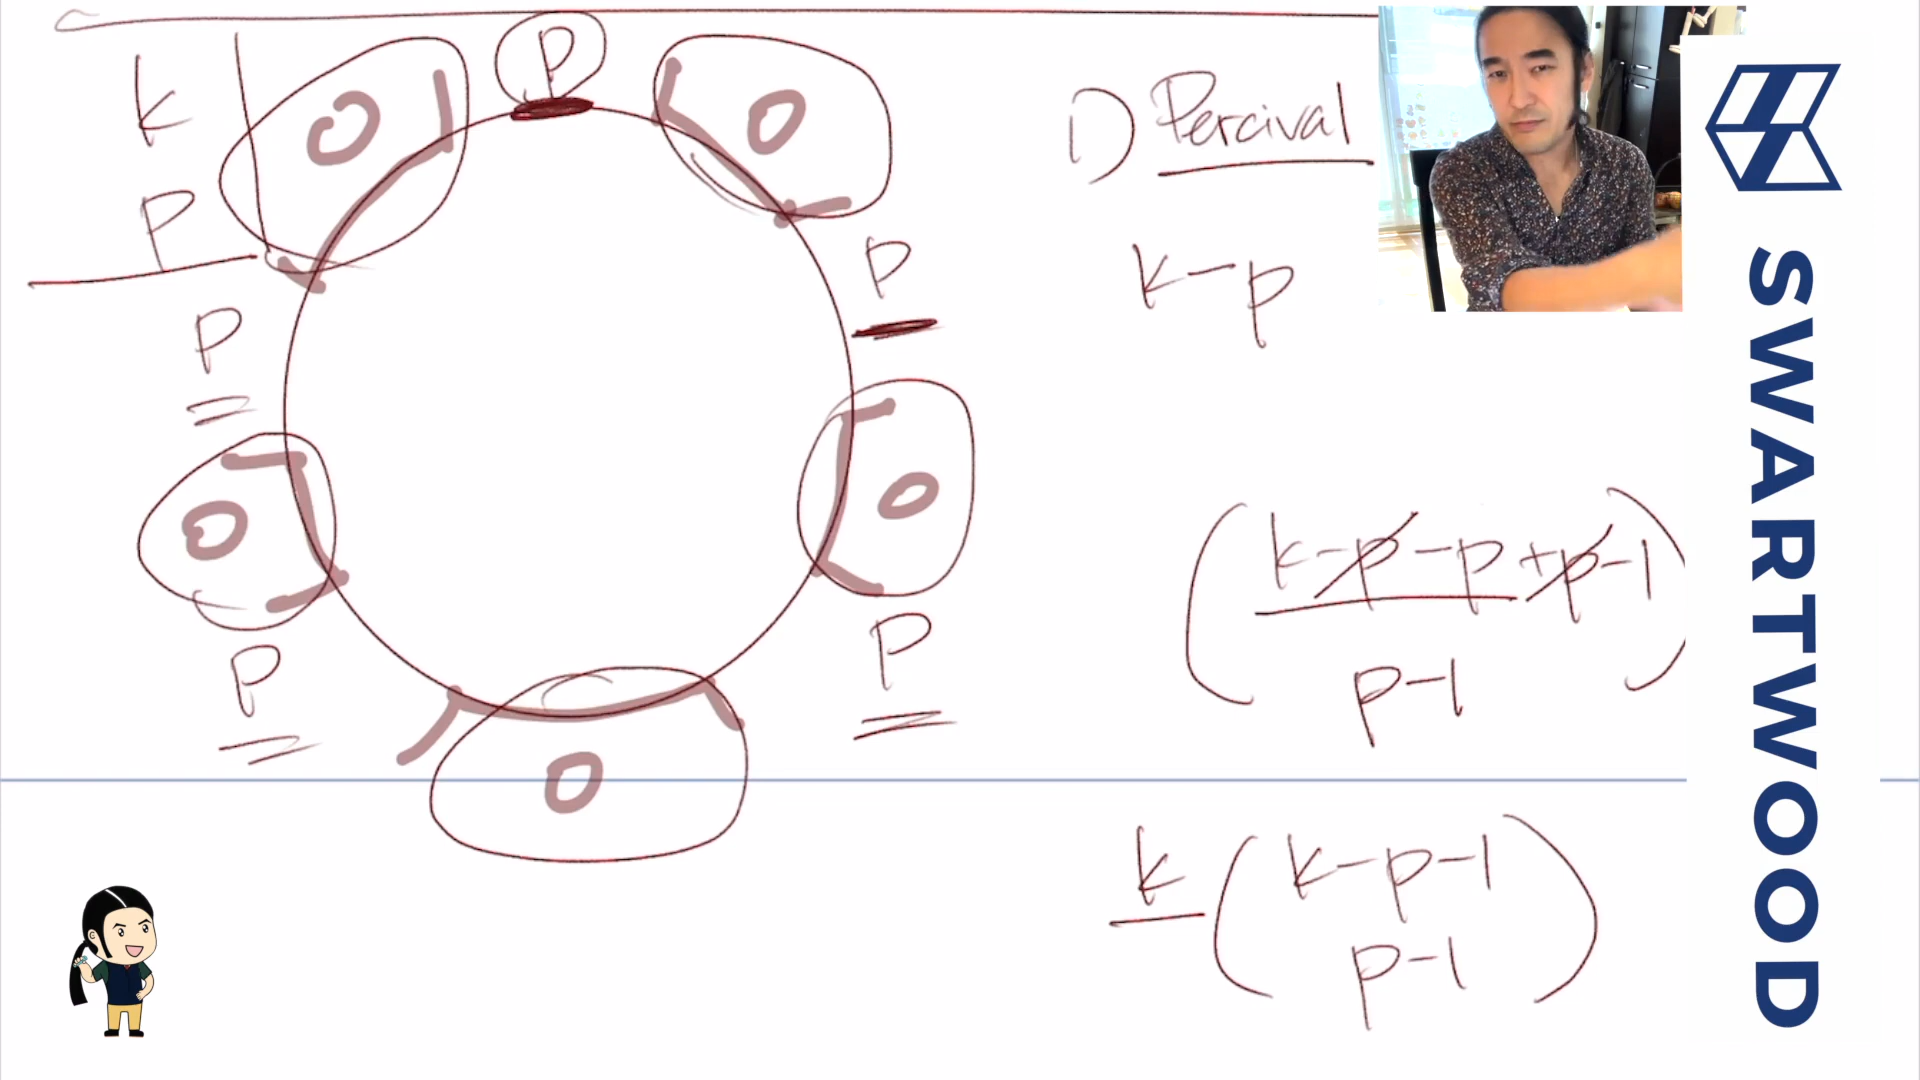 k
p
p
O
O
p
p
O
p
O
p
O
1) Percival
k-p
(k-p-p+p-1)
p-1
k (k-p-1)
p-1
SWARTWOOD